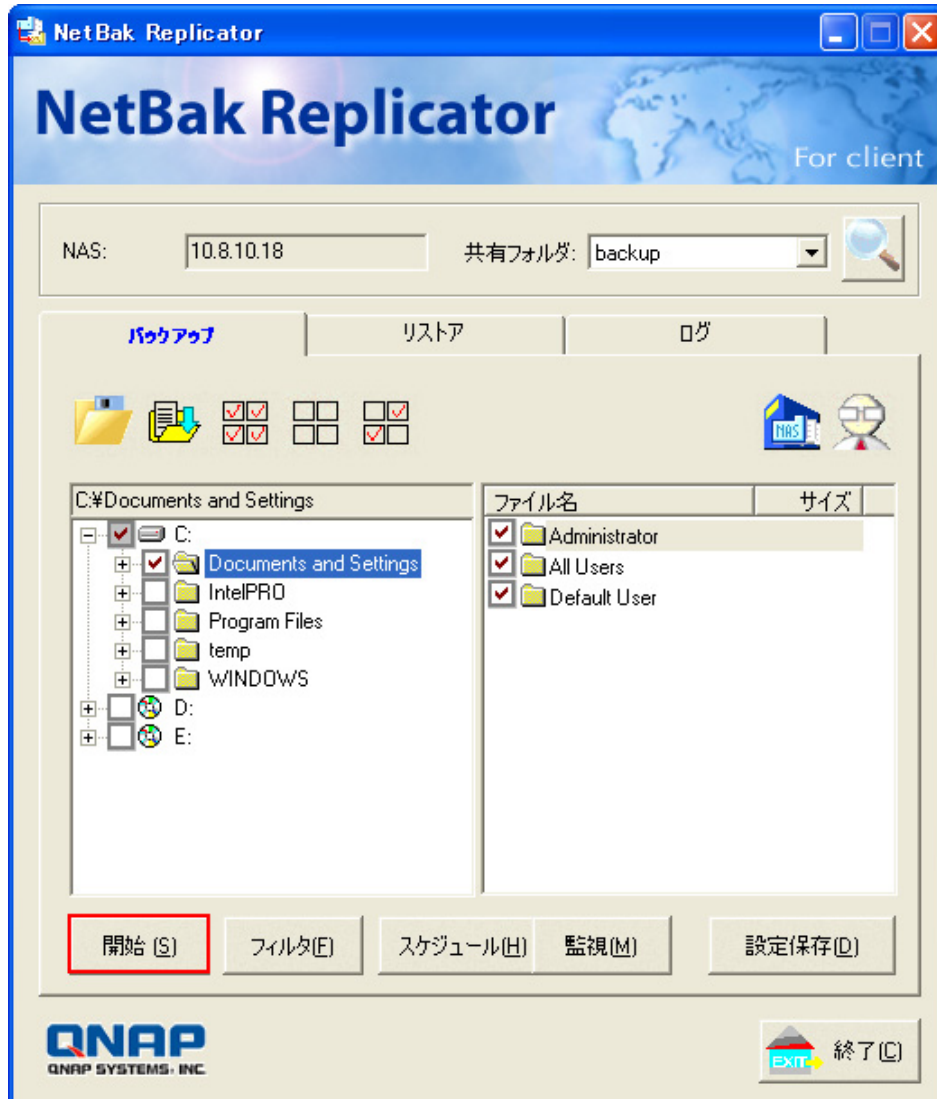 NetBak Replicator
NetBak Replicator
For client
NAS: 10.8.10.18 共有フォルダ: backup
バックアップ リストア ログ
NAS
C:¥Documents and Settings
C:
Documents and Settings
IntelPRO
Program Files
temp
WINDOWS
D:
E:
ファイル名 サイズ
Administrator
All Users
Default User
開始 (S) フィルタ(F) スケジュール(H) 監視(M) 設定保存(D)
QNAP
QNAP SYSTEMS, INC
EXIT 終了(C)